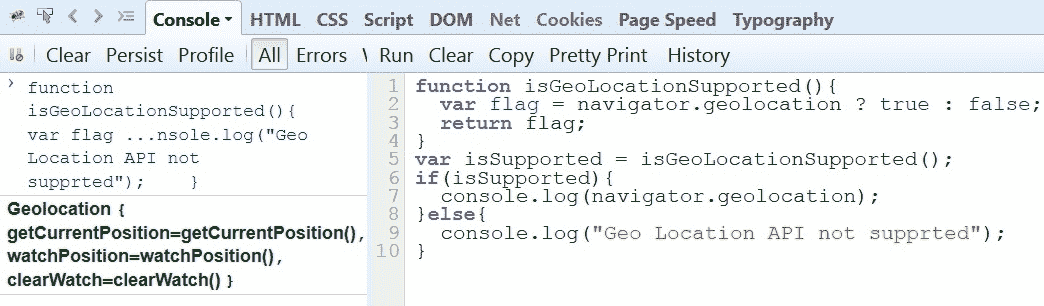 Console HTML CSS Script DOM Net Cookies Page Speed Typography
Clear Persist Profile All Errors Run Clear Copy Pretty Print History
function
isGeoLocationSupported(){
var flag ...nsole.log("Geo
Location API not
supprted"); }
Geolocation {
getCurrentPosition=getCurrentPosition(),
watchPosition=watchPosition(),
clearWatch=clearWatch() }
1 function isGeoLocationSupported(){
2 var flag = navigator.geolocation ? true : false;
3 return flag;
4 }
5 var isSupported = isGeoLocationSupported();
6 if(isSupported){
7 console.log(navigator.geolocation);
8 }else{
9 console.log("Geo Location API not supprted");
10 }